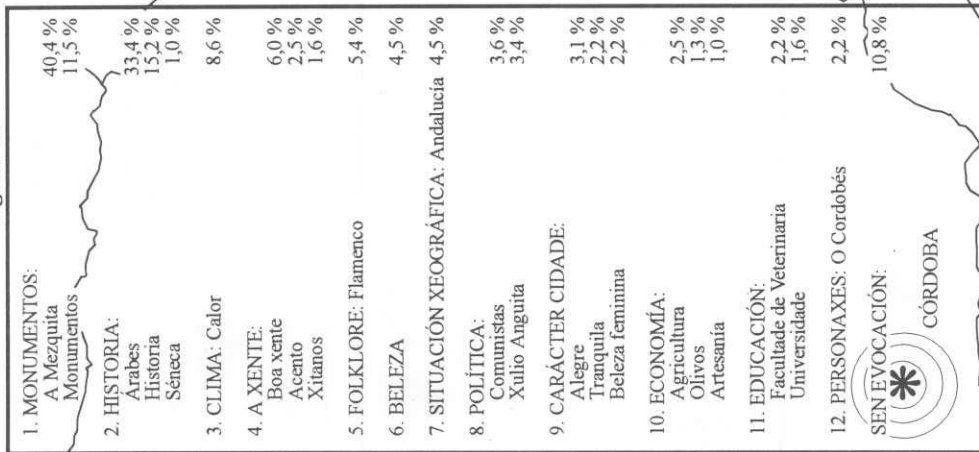 1. MONUMENTOS:
A Mezquita 40,4 %
Monumentos 11,5 %
2. HISTORIA:
Árabes 33,4 %
Historia 15,2 %
Séneca 1,0 %
3. CLIMA: Calor 8,6 %
4. A XENTE:
Boa xente 6,0 %
Acento 2,5 %
Xitanos 1,6 %
5. FOLKLORE: Flamenco 5,4 %
6. BELEZA 4,5 %
7. SITUACIÓN XEOGRÁFICA: Andalucía 4,5 %
8. POLÍTICA:
Comunistas 3,6 %
Xulio Anguita 3,4 %
9. CARÁCTER CIDADE:
Alegre 3,1 %
Tranquila 2,2 %
Beleza feminina 2,2 %
10. ECONOMÍA:
Agricultura 2,5 %
Olivos 1,3 %
Artesanía 1,0 %
11. EDUCACIÓN:
Facultade de Veterinaria 2,2 %
Universidade 1,6 %
12. PERSONAXES: O Cordobés 2,2 %
SEN EVOCACIÓN: 10,8 %
CÓRDOBA